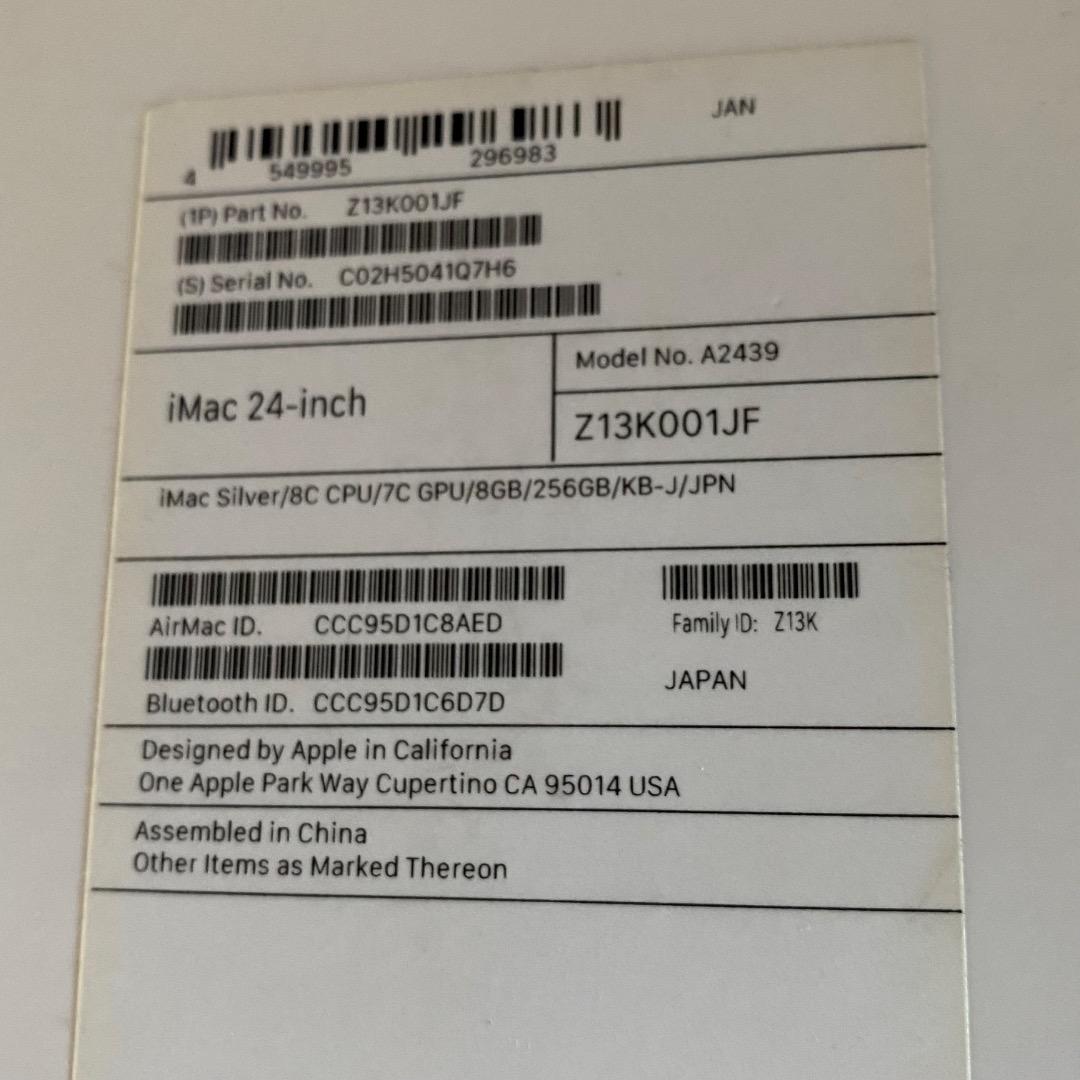 JAN
4 549995 296983
(1P) Part No. Z13K001JF
(S) Serial No. C02H5041Q7H6
iMac 24-inch
Model No. A2439
Z13K001JF
iMac Silver/8C CPU/7C GPU/8GB/256GB/KB-J/JPN
AirMac ID. CCC95D1C8AED
Family ID: Z13K
Bluetooth ID. CCC95D1C6D7D
JAPAN
Designed by Apple in California
One Apple Park Way Cupertino CA 95014 USA
Assembled in China
Other Items as Marked Thereon